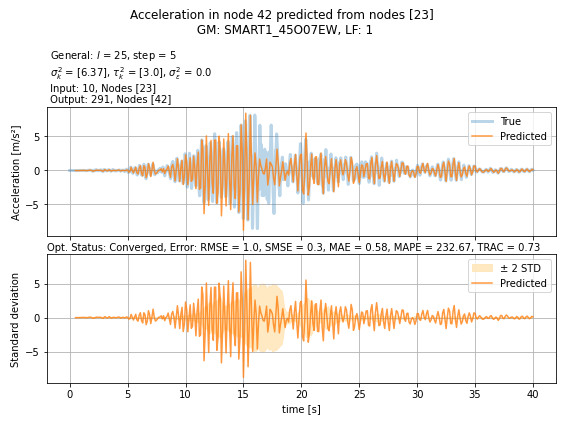 Acceleration in node 42 predicted from nodes [23]
GM: SMART1_45O07EW, LF: 1
General: l = 25, step = 5
σ²ₖ = [6.37], τ²ₖ = [3.0], σ²ε = 0.0
Input: 10, Nodes [23]
Output: 291, Nodes [42]
Acceleration [m/s²]
5
0
−5
True
Predicted
Opt. Status: Converged, Error: RMSE = 1.0, SMSE = 0.3, MAE = 0.58, MAPE = 232.67, TRAC = 0.73
Standard deviation
5
0
−5
± 2 STD
Predicted
0 5 10 15 20 25 30 35 40
time [s]